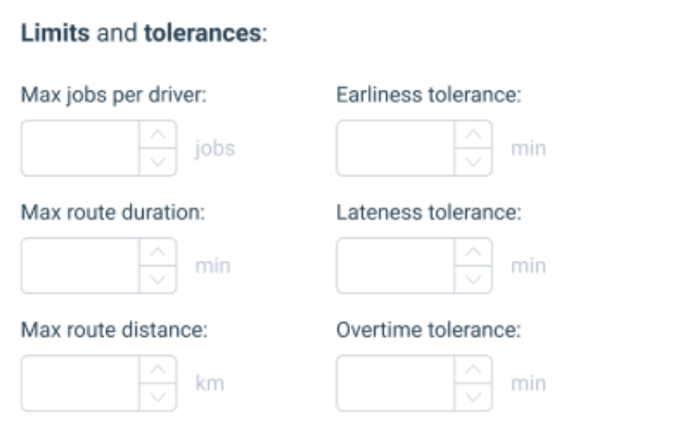 Limits and tolerances:
Max jobs per driver:
jobs
Earliness tolerance:
min
Max route duration:
min
Lateness tolerance:
min
Max route distance:
km
Overtime tolerance:
min